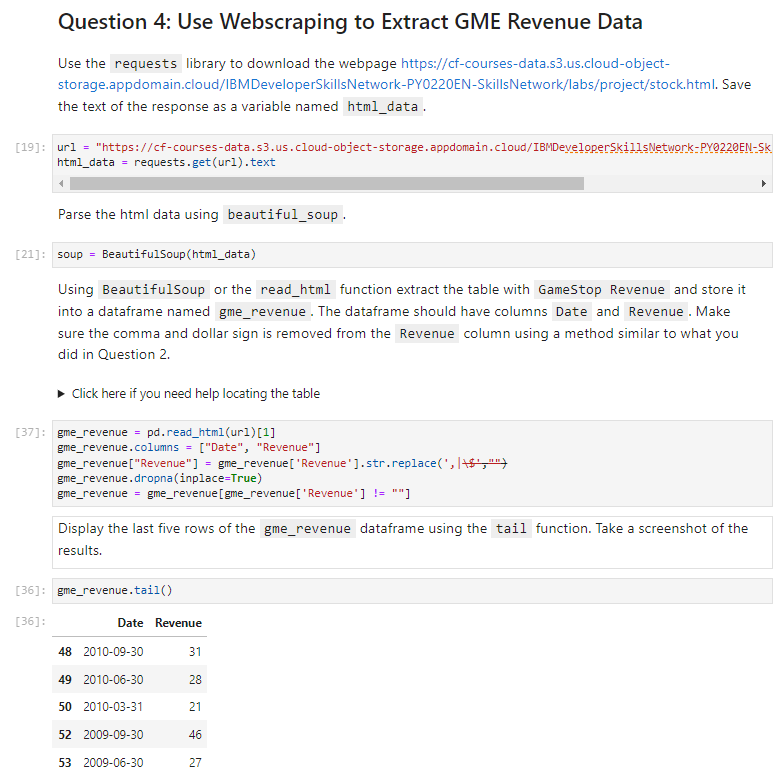 Question 4: Use Webscraping to Extract GME Revenue Data
Use the requests library to download the webpage https://cf-courses-data.s3.us.cloud-object-
storage.appdomain.cloud/IBMDeveloperSkillsNetwork-PY0220EN-SkillsNetwork/labs/project/stock.html. Save
the text of the response as a variable named html_data.
[19]: url = "https://cf-courses-data.s3.us.cloud-object-storage.appdomain.cloud/IBMDeveloperSkillsNetwork-PY0220EN-Sk
html_data = requests.get(url).text
Parse the html data using beautiful_soup.
[21]: soup = BeautifulSoup(html_data)
Using BeautifulSoup or the read_html function extract the table with GameStop Revenue and store it
into a dataframe named gme_revenue. The dataframe should have columns Date and Revenue. Make
sure the comma and dollar sign is removed from the Revenue column using a method similar to what you
did in Question 2.
▶ Click here if you need help locating the table
[37]: gme_revenue = pd.read_html(url)[1]
gme_revenue.columns = ["Date", "Revenue"]
gme_revenue["Revenue"] = gme_revenue['Revenue'].str.replace(',|\$',"")
gme_revenue.dropna(inplace=True)
gme_revenue = gme_revenue[gme_revenue['Revenue'] != ""]
Display the last five rows of the gme_revenue dataframe using the tail function. Take a screenshot of the
results.
[36]: gme_revenue.tail()
[36]: Date Revenue
48 2010-09-30 31
49 2010-06-30 28
50 2010-03-31 21
52 2009-09-30 46
53 2009-06-30 27